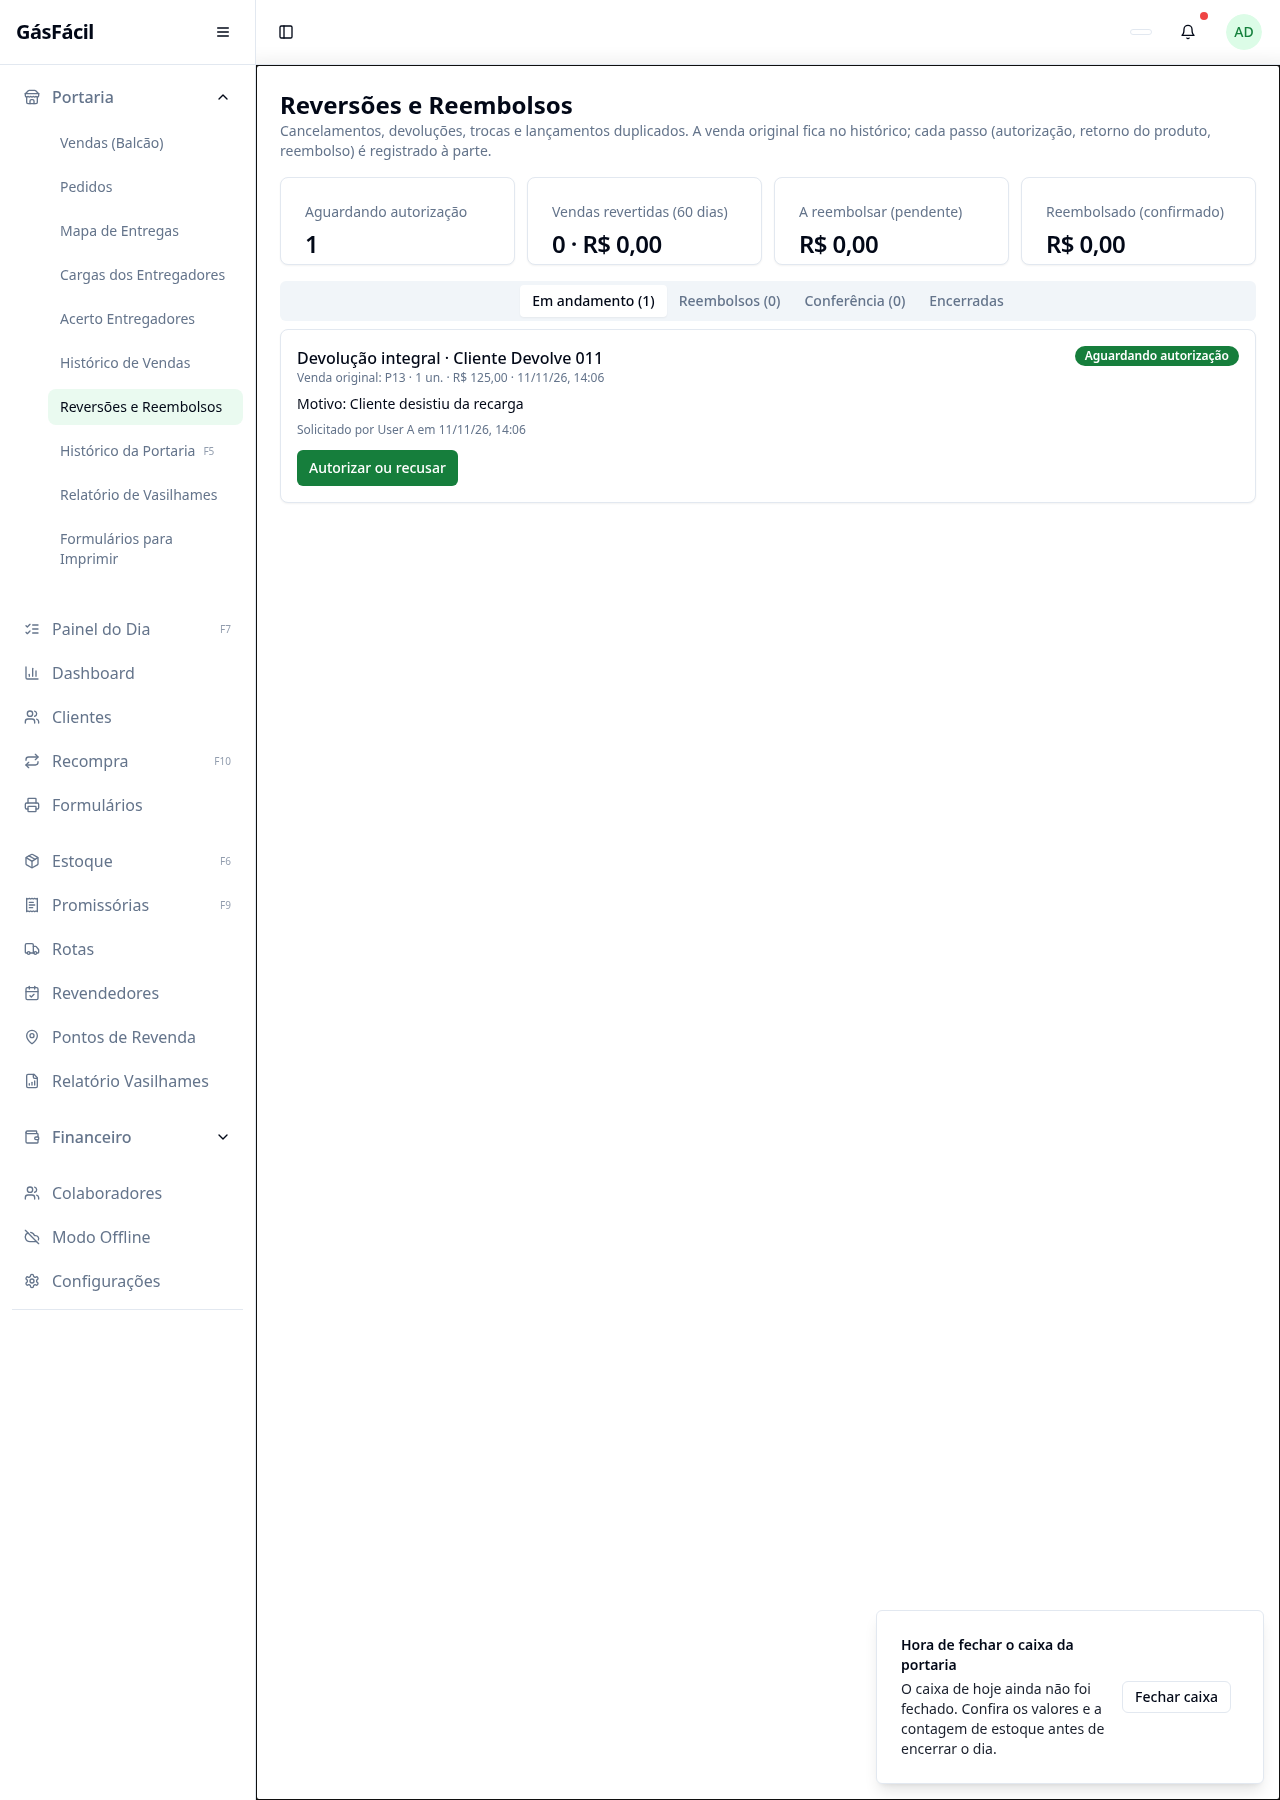 GásFácil
AD
Portaria
Vendas (Balcão)
Pedidos
Mapa de Entregas
Cargas dos Entregadores
Acerto Entregadores
Histórico de Vendas
Reversões e Reembolsos
Histórico da Portaria F5
Relatório de Vasilhames
Formulários para
Imprimir
Painel do Dia F7
Dashboard
Clientes
Recompra F10
Formulários
Estoque F6
Promissórias F9
Rotas
Revendedores
Pontos de Revenda
Relatório Vasilhames
Financeiro
Colaboradores
Modo Offline
Configurações
Reversões e Reembolsos
Cancelamentos, devoluções, trocas e lançamentos duplicados. A venda original fica no histórico; cada passo (autorização, retorno do produto,
reembolso) é registrado à parte.
Aguardando autorização
1
Vendas revertidas (60 dias)
0 · R$ 0,00
A reembolsar (pendente)
R$ 0,00
Reembolsado (confirmado)
R$ 0,00
Em andamento (1) Reembolsos (0) Conferência (0) Encerradas
Devolução integral · Cliente Devolve 011
Aguardando autorização
Venda original: P13 · 1 un. · R$ 125,00 · 11/11/26, 14:06
Motivo: Cliente desistiu da recarga
Solicitado por User A em 11/11/26, 14:06
Autorizar ou recusar
Hora de fechar o caixa da
portaria
O caixa de hoje ainda não foi
fechado. Confira os valores e a
contagem de estoque antes de
encerrar o dia.
Fechar caixa